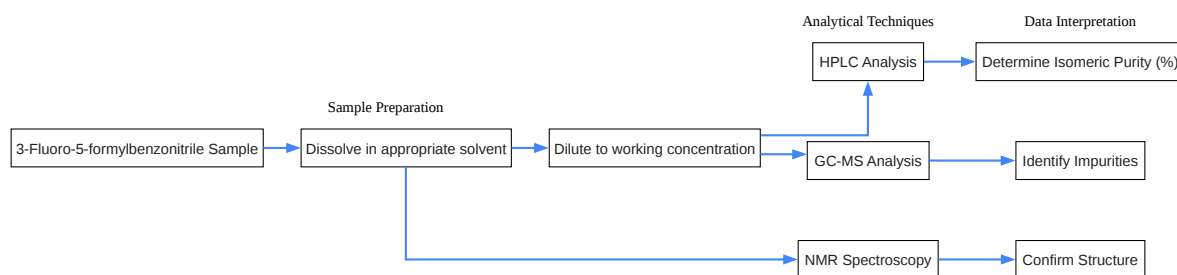 Analytical Techniques
Data Interpretation
HPLC Analysis
Determine Isomeric Purity (%)
Sample Preparation
3-Fluoro-5-formylbenzonitrile Sample
Dissolve in appropriate solvent
Dilute to working concentration
GC-MS Analysis
Identify Impurities
NMR Spectroscopy
Confirm Structure